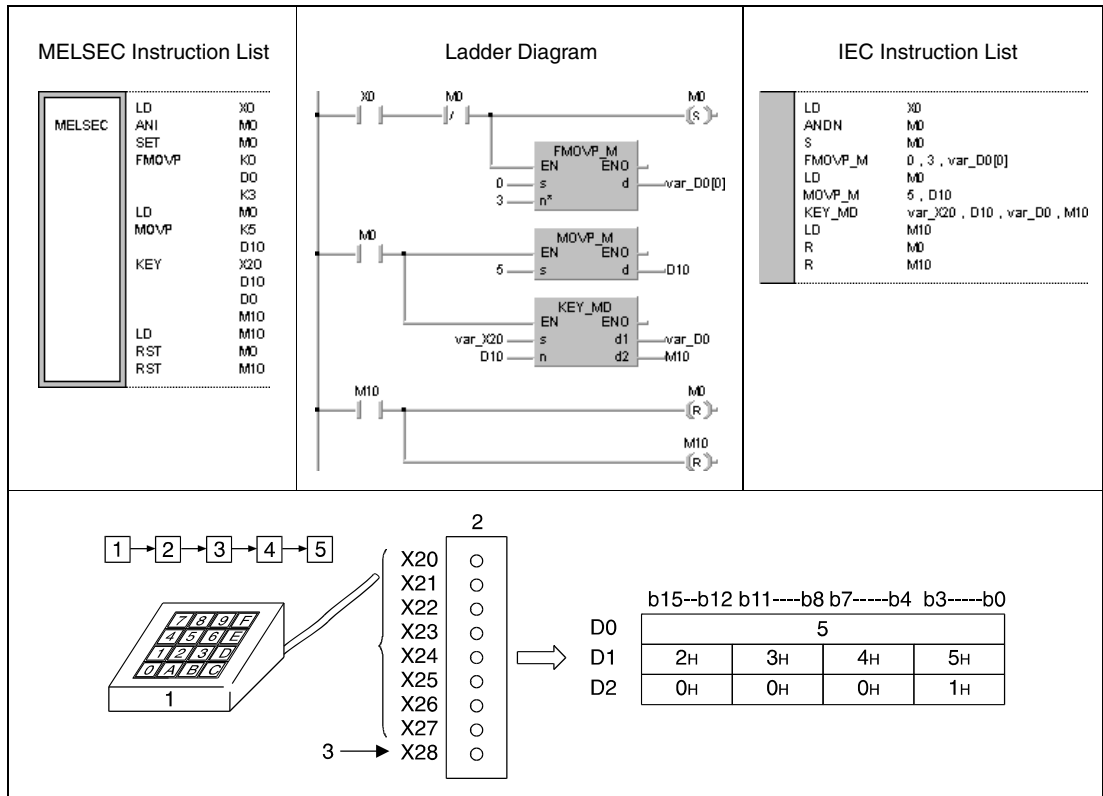 MELSEC Instruction List
MELSEC
LD X0
ANI M0
SET M0
FMOVP K0
D0
K3
LD M0
MOVP K5
D10
KEY X20
D10
D0
M10
LD M10
RST M0
RST M10
Ladder Diagram
X0 M0 M0
/ S
FMOVP_M
EN ENO
0 s d var_D0[0]
3 n*
M0
MOVP_M
EN ENO
5 s d D10
KEY_MD
EN ENO
var_X20 s d1 var_D0
D10 n d2 M10
M10 M0
R
M10
R
IEC Instruction List
LD X0
ANDN M0
S M0
FMOVP_M 0 , 3 , var_D0[0]
LD M0
MOVP_M 5 , D10
KEY_MD var_X20 , D10 , var_D0 , M10
LD M10
R M0
R M10
1 2 3 4 5
7 8 9 F
4 5 6 E
1 2 3 D
0 A B C
1
2
X20
X21
X22
X23
X24
X25
X26
X27
3 X28
b15--b12 b11----b8 b7-----b4 b3-----b0
D0 5
D1 2H 3H 4H 5H
D2 0H 0H 0H 1H